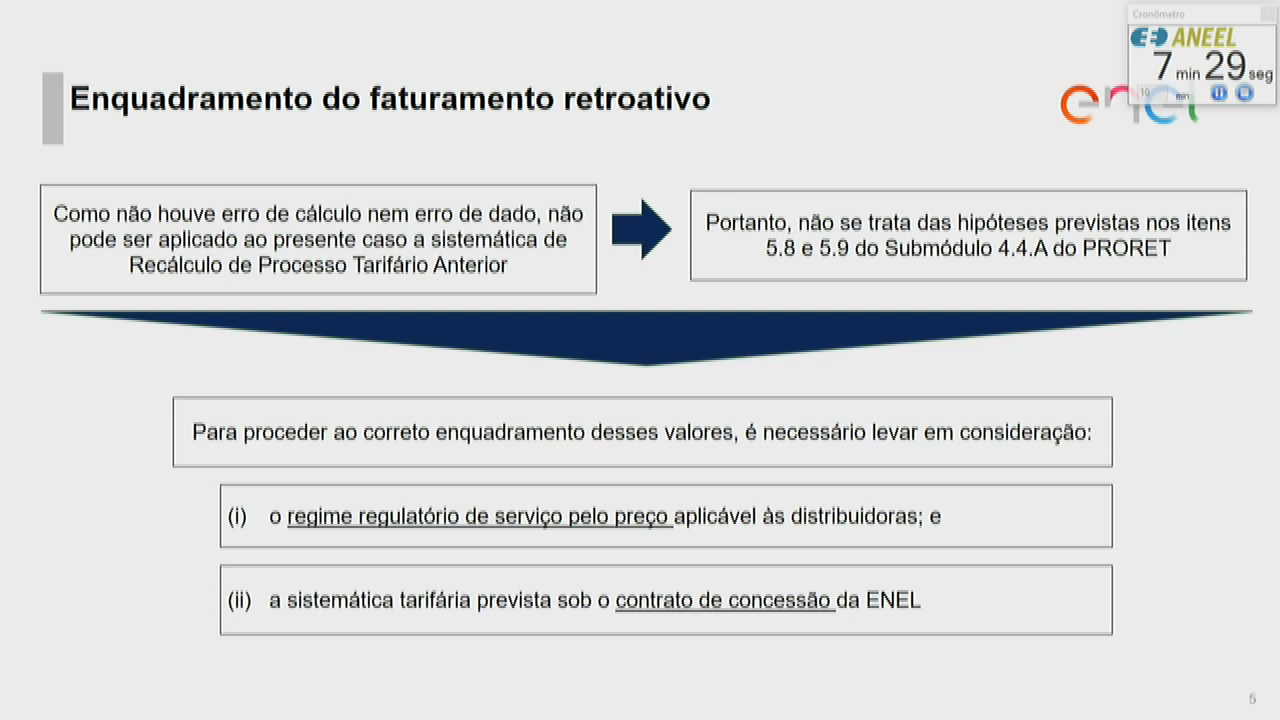 Cronômetro
ANEEL
7 min 29 seg
10 min
enel
Enquadramento do faturamento retroativo
Como não houve erro de cálculo nem erro de dado, não
pode ser aplicado ao presente caso a sistemática de
Recálculo de Processo Tarifário Anterior
Portanto, não se trata das hipóteses previstas nos itens
5.8 e 5.9 do Submódulo 4.4.A do PRORET
Para proceder ao correto enquadramento desses valores, é necessário levar em consideração:
(i) o regime regulatório de serviço pelo preço aplicável às distribuidoras; e
(ii) a sistemática tarifária prevista sob o contrato de concessão da ENEL